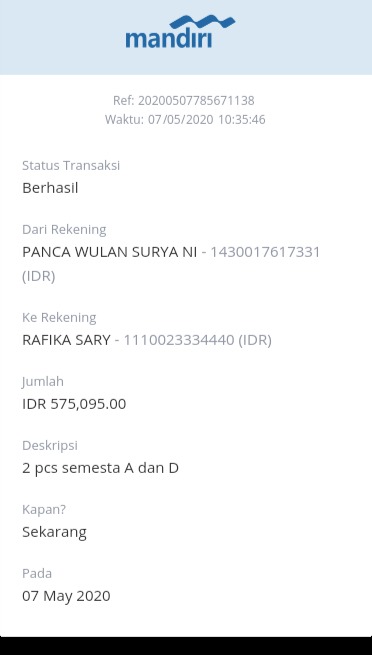 mandiri
Ref: 20200507785671138
Waktu: 07/05/2020 10:35:46
Status Transaksi
Berhasil
Dari Rekening
PANCA WULAN SURYA NI - 1430017617331
(IDR)
Ke Rekening
RAFIKA SARY - 1110023334440 (IDR)
Jumlah
IDR 575,095.00
Deskripsi
2 pcs semesta A dan D
Kapan?
Sekarang
Pada
07 May 2020